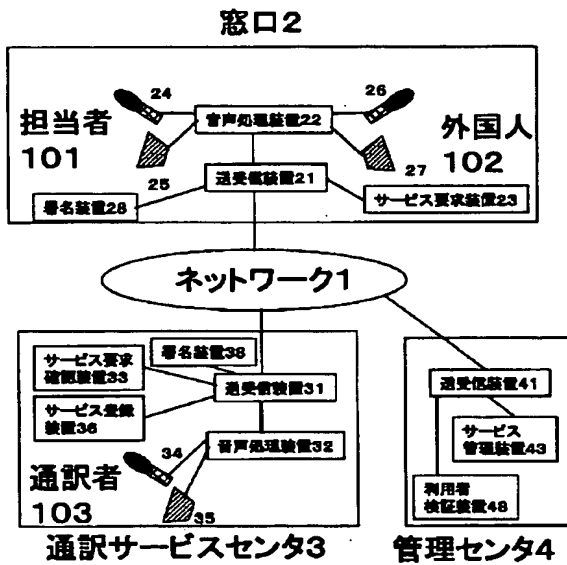 窓口2
24
26
担当者
101
音声処理装置22
外国人
102
25
送受信装置21
27
署名装置28
サービス要求装置23
ネットワーク1
サービス要求
確認装置33
署名装置38
送受信装置31
サービス登録
装置36
音声処理装置32
34
通訳者
103
35
通訳サービスセンタ3
送受信装置41
サービス
管理装置43
利用者
検証装置48
管理センタ4